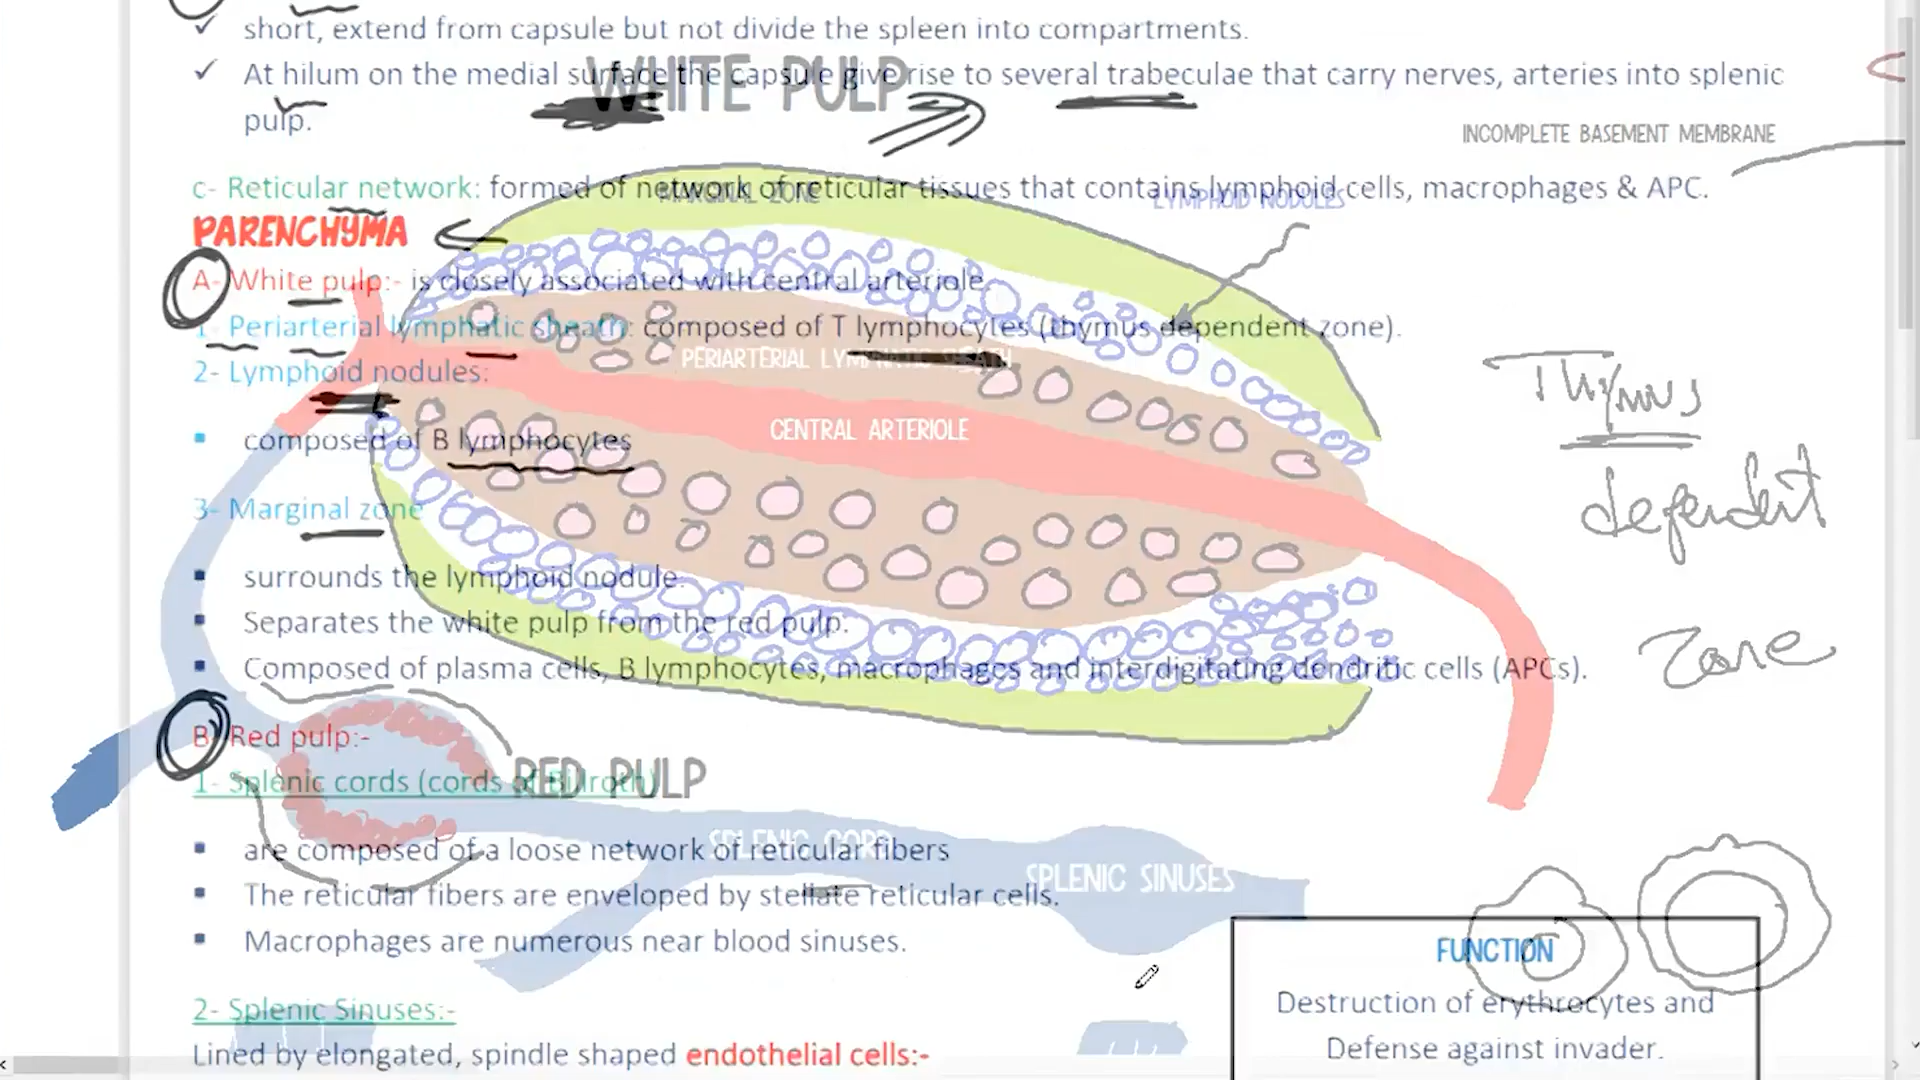 short, extend from capsule but not divide the spleen into compartments.
At hilum on the medial surface the capsule give rise to several trabeculae that carry nerves, arteries into splenic
pulp.
WHITE PULP
INCOMPLETE BASEMENT MEMBRANE
c- Reticular network: formed of network of reticular tissues that contains lymphoid cells, macrophages & APC.
MARGINAL ZONE
LYMPHOID NODULES
PARENCHYMA
A- White pulp:- is closely associated with central arteriole
1- Periarterial lymphatic sheath: composed of T lymphocytes (thymus dependent zone).
PERIARTERIAL LYMPHATIC SHEATH
2- Lymphoid nodules:
THYMUS
CENTRAL ARTERIOLE
composed of B lymphocytes
dependent
3- Marginal zone
surrounds the lymphoid nodule.
Separates the white pulp from the red pulp.
zone
Composed of plasma cells, B lymphocytes, macrophages and interdigitating dendritic cells (APCs).
B- Red pulp:-
1- Splenic cords (cords of Billroth)
RED PULP
SPLENIC CORD
are composed of a loose network of reticular fibers
SPLENIC SINUSES
The reticular fibers are enveloped by stellate reticular cells.
Macrophages are numerous near blood sinuses.
FUNCTION
Destruction of erythrocytes and
Defense against invader.
2- Splenic Sinuses:-
Lined by elongated, spindle shaped endothelial cells:-